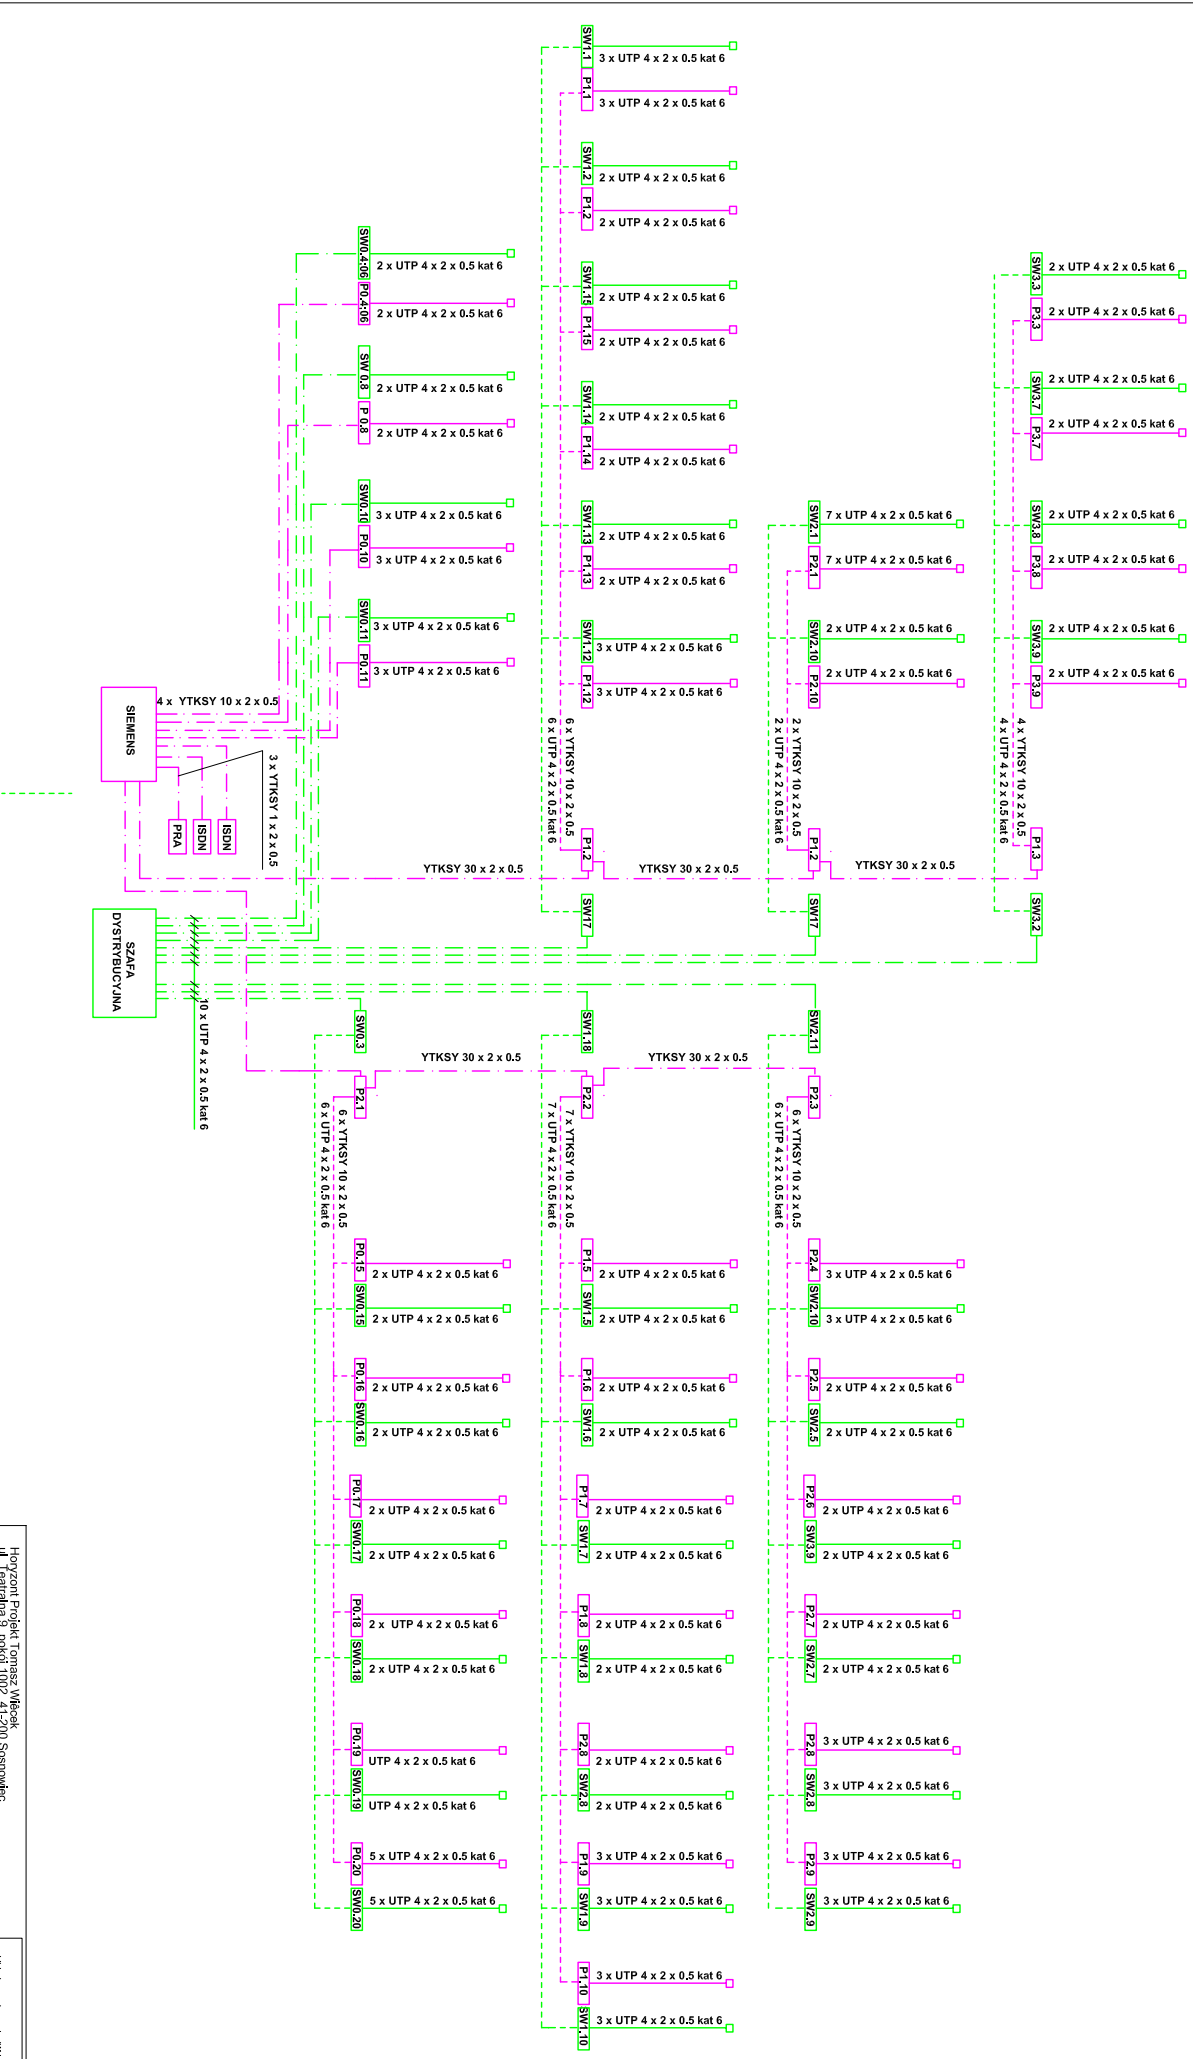 SW1.1
3 x UTP 4 x 2 x 0.5 kat 6
P1.1
3 x UTP 4 x 2 x 0.5 kat 6
SW1.2
2 x UTP 4 x 2 x 0.5 kat 6
P1.2
2 x UTP 4 x 2 x 0.5 kat 6
SW1.15
2 x UTP 4 x 2 x 0.5 kat 6
P1.15
2 x UTP 4 x 2 x 0.5 kat 6
SW1.14
2 x UTP 4 x 2 x 0.5 kat 6
P1.14
2 x UTP 4 x 2 x 0.5 kat 6
SW1.13
2 x UTP 4 x 2 x 0.5 kat 6
P1.13
2 x UTP 4 x 2 x 0.5 kat 6
SW1.12
3 x UTP 4 x 2 x 0.5 kat 6
P1.12
3 x UTP 4 x 2 x 0.5 kat 6
6 x YTKSY 10 x 2 x 0.5
6 x UTP 4 x 2 x 0.5 kat 6
P1.2
SW17
SW0.4:06
2 x UTP 4 x 2 x 0.5 kat 6
P0.4:06
2 x UTP 4 x 2 x 0.5 kat 6
SW 0.8
2 x UTP 4 x 2 x 0.5 kat 6
P 0.8
2 x UTP 4 x 2 x 0.5 kat 6
SW0.10
3 x UTP 4 x 2 x 0.5 kat 6
P0.10
3 x UTP 4 x 2 x 0.5 kat 6
SW0.11
3 x UTP 4 x 2 x 0.5 kat 6
P0.11
3 x UTP 4 x 2 x 0.5 kat 6
SW3.3
2 x UTP 4 x 2 x 0.5 kat 6
P3.3
2 x UTP 4 x 2 x 0.5 kat 6
SW3.7
2 x UTP 4 x 2 x 0.5 kat 6
P3.7
2 x UTP 4 x 2 x 0.5 kat 6
SW3.8
2 x UTP 4 x 2 x 0.5 kat 6
P3.8
2 x UTP 4 x 2 x 0.5 kat 6
SW3.9
2 x UTP 4 x 2 x 0.5 kat 6
P3.9
2 x UTP 4 x 2 x 0.5 kat 6
4 x YTKSY 10 x 2 x 0.5
4 x UTP 4 x 2 x 0.5 kat 6
P1.3
SW3.2
SW2.1
7 x UTP 4 x 2 x 0.5 kat 6
P2.1
7 x UTP 4 x 2 x 0.5 kat 6
SW2.10
2 x UTP 4 x 2 x 0.5 kat 6
P2.10
2 x UTP 4 x 2 x 0.5 kat 6
2 x YTKSY 10 x 2 x 0.5
2 x UTP 4 x 2 x 0.5 kat 6
P1.2
SW17
SIEMENS
4 x YTKSY 10 x 2 x 0.5
3 x YTKSY 1 x 2 x 0.5
PRA
ISDN
ISDN
YTKSY 30 x 2 x 0.5
YTKSY 30 x 2 x 0.5
YTKSY 30 x 2 x 0.5
SZAFA
DYSTRYBUCYJNA
10 x UTP 4 x 2 x 0.5 kat 6
SW0.3
SW1.18
SW2.11
YTKSY 30 x 2 x 0.5
YTKSY 30 x 2 x 0.5
P2.1
P2.2
P2.3
6 x YTKSY 10 x 2 x 0.5
6 x UTP 4 x 2 x 0.5 kat 6
7 x YTKSY 10 x 2 x 0.5
7 x UTP 4 x 2 x 0.5 kat 6
6 x YTKSY 10 x 2 x 0.5
6 x UTP 4 x 2 x 0.5 kat 6
P0.15
2 x UTP 4 x 2 x 0.5 kat 6
SW0.15
2 x UTP 4 x 2 x 0.5 kat 6
P0.16
2 x UTP 4 x 2 x 0.5 kat 6
SW0.16
2 x UTP 4 x 2 x 0.5 kat 6
P0.17
2 x UTP 4 x 2 x 0.5 kat 6
SW0.17
2 x UTP 4 x 2 x 0.5 kat 6
P0.18
2 x UTP 4 x 2 x 0.5 kat 6
SW0.18
2 x UTP 4 x 2 x 0.5 kat 6
P0.19
UTP 4 x 2 x 0.5 kat 6
SW0.19
UTP 4 x 2 x 0.5 kat 6
P0.20
5 x UTP 4 x 2 x 0.5 kat 6
SW0.20
5 x UTP 4 x 2 x 0.5 kat 6
P1.5
2 x UTP 4 x 2 x 0.5 kat 6
SW1.5
2 x UTP 4 x 2 x 0.5 kat 6
P1.6
2 x UTP 4 x 2 x 0.5 kat 6
SW1.6
2 x UTP 4 x 2 x 0.5 kat 6
P1.7
2 x UTP 4 x 2 x 0.5 kat 6
SW1.7
2 x UTP 4 x 2 x 0.5 kat 6
P1.8
2 x UTP 4 x 2 x 0.5 kat 6
SW1.8
2 x UTP 4 x 2 x 0.5 kat 6
P2.8
2 x UTP 4 x 2 x 0.5 kat 6
SW2.8
2 x UTP 4 x 2 x 0.5 kat 6
P1.9
3 x UTP 4 x 2 x 0.5 kat 6
SW1.9
3 x UTP 4 x 2 x 0.5 kat 6
P1.10
3 x UTP 4 x 2 x 0.5 kat 6
SW1.10
3 x UTP 4 x 2 x 0.5 kat 6
P2.4
3 x UTP 4 x 2 x 0.5 kat 6
SW2.10
3 x UTP 4 x 2 x 0.5 kat 6
P2.5
2 x UTP 4 x 2 x 0.5 kat 6
SW2.5
2 x UTP 4 x 2 x 0.5 kat 6
P2.6
2 x UTP 4 x 2 x 0.5 kat 6
SW3.9
2 x UTP 4 x 2 x 0.5 kat 6
P2.7
2 x UTP 4 x 2 x 0.5 kat 6
SW2.7
2 x UTP 4 x 2 x 0.5 kat 6
P2.8
3 x UTP 4 x 2 x 0.5 kat 6
SW2.8
3 x UTP 4 x 2 x 0.5 kat 6
P2.9
3 x UTP 4 x 2 x 0.5 kat 6
SW2.9
3 x UTP 4 x 2 x 0.5 kat 6
Horyzont Projekt Tomasz Więcek
ul. Teatralna 9, pokój 1002, 41-200 Sosnowiec